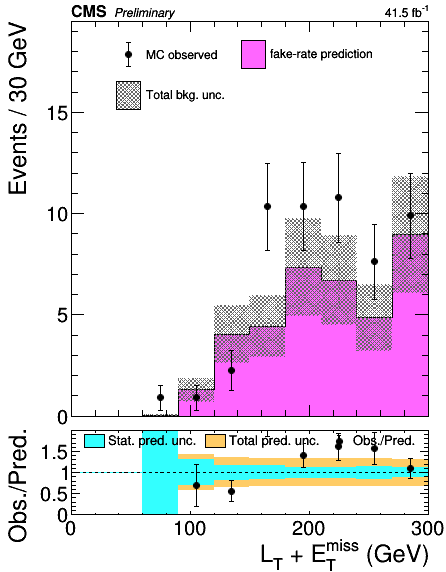 CMS Preliminary 41.5 fb⁻¹
Events / 30 GeV
MC observed
fake-rate prediction
Total bkg. unc.
15
10
5
0
Obs./Pred.
Stat. pred. unc. Total pred. unc. Obs./Pred.
1.5
1
0.5
0
0 100 200 300
L_T + E_T^miss (GeV)